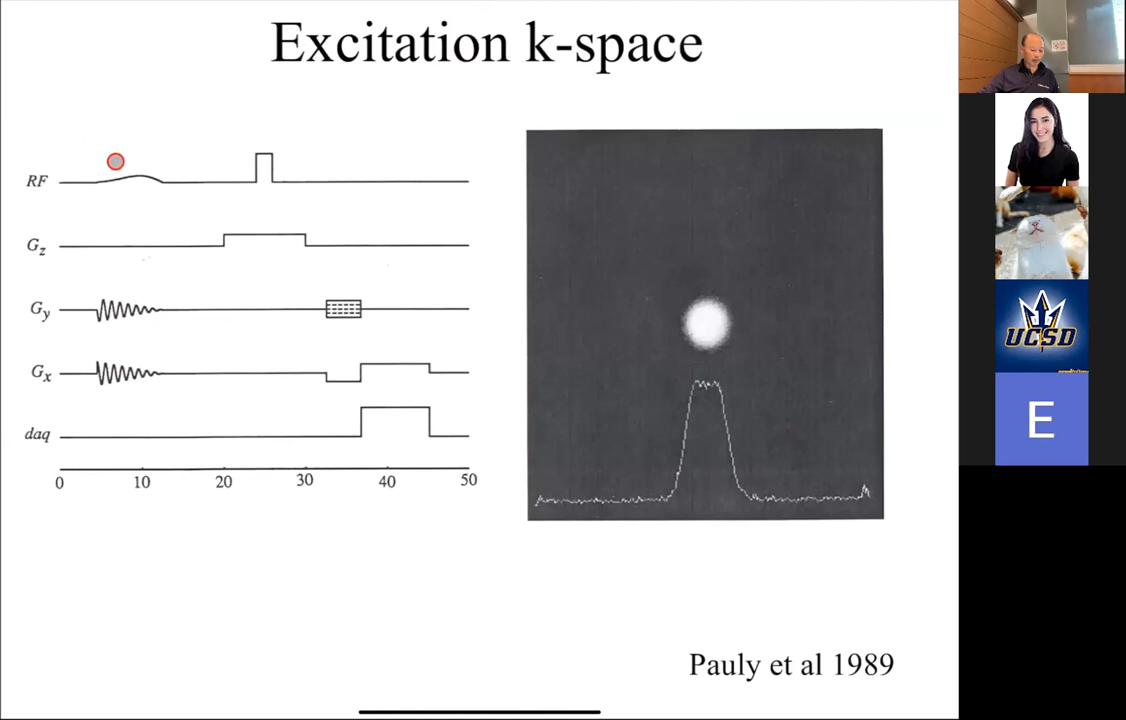 Excitation k-space
RF
Gz
Gy
Gx
daq
0 10 20 30 40 50
Pauly et al 1989
UCSD
E